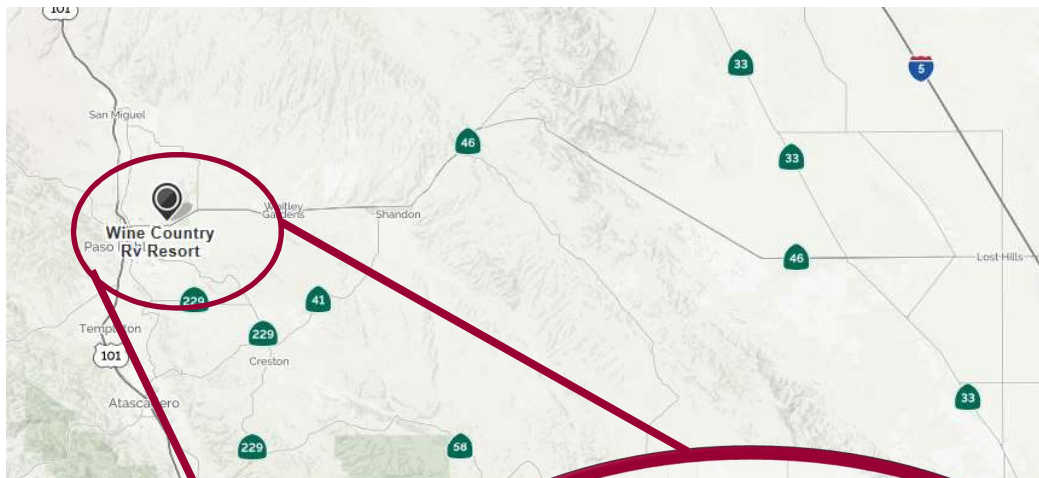 101
33
5
San Miguel
46
33
Whitley
Gardens
Shandon
Wine Country
Rv Resort
Paso
46
Lost Hills
229
41
Templeton
229
101
Creston
Atascadero
33
229
58